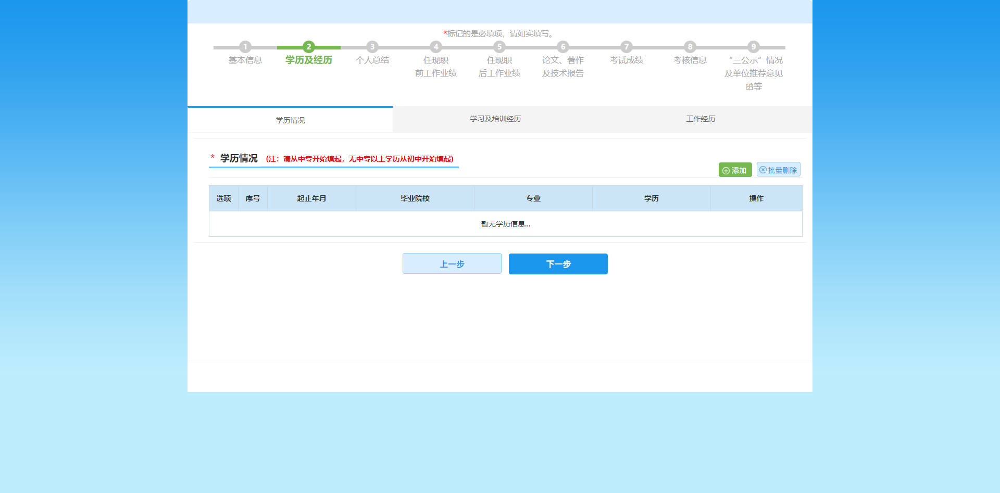 *标记的是必填项，请如实填写。
1 2 3 4 5 6 7 8 9
基本信息 学历及经历 个人总结 任现职 任现职 论文、著作 考试成绩 考核信息 “三公示”情况
前工作业绩 后工作业绩 及技术报告 及单位推荐意见
函等
学历情况 学习及培训经历 工作经历
* 学历情况 (注：请从中专开始填起，无中专以上学历从初中开始填起)
添加 批量删除
选项 序号 起止年月 毕业院校 专业 学历 操作
暂无学历信息...
上一步 下一步